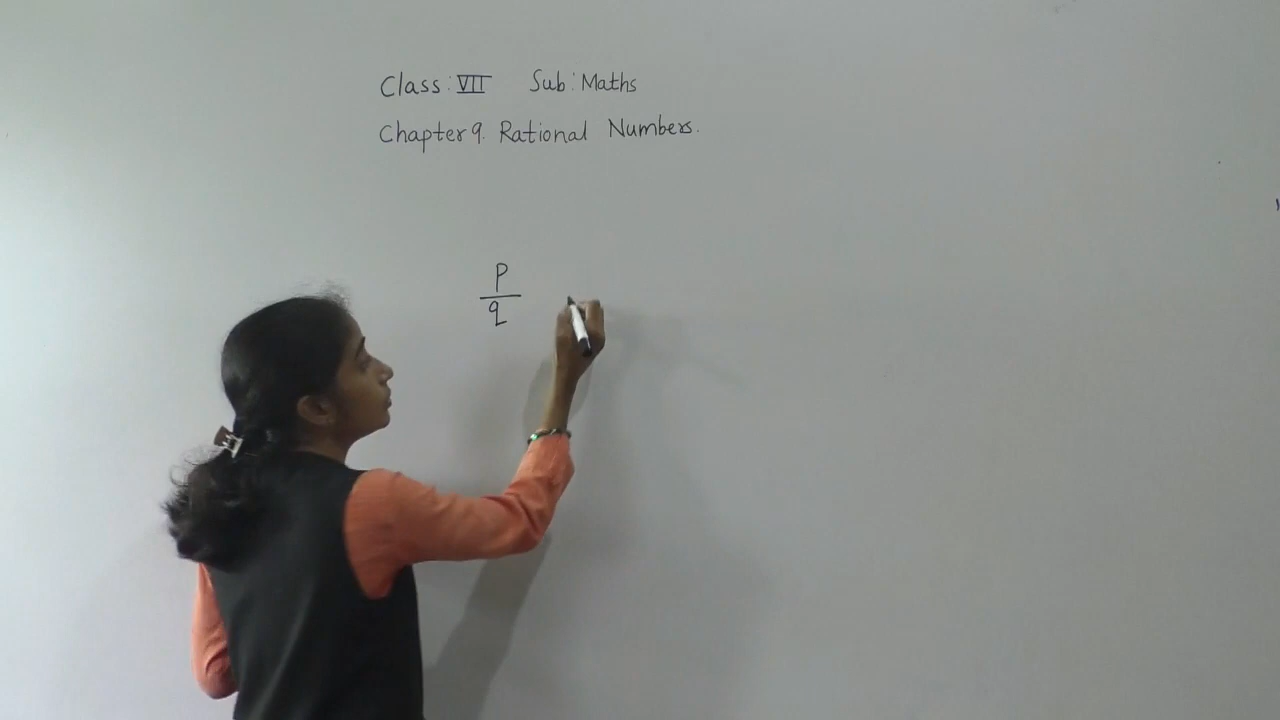 Class: VII Sub: Maths
Chapter 9. Rational Numbers.
P
q